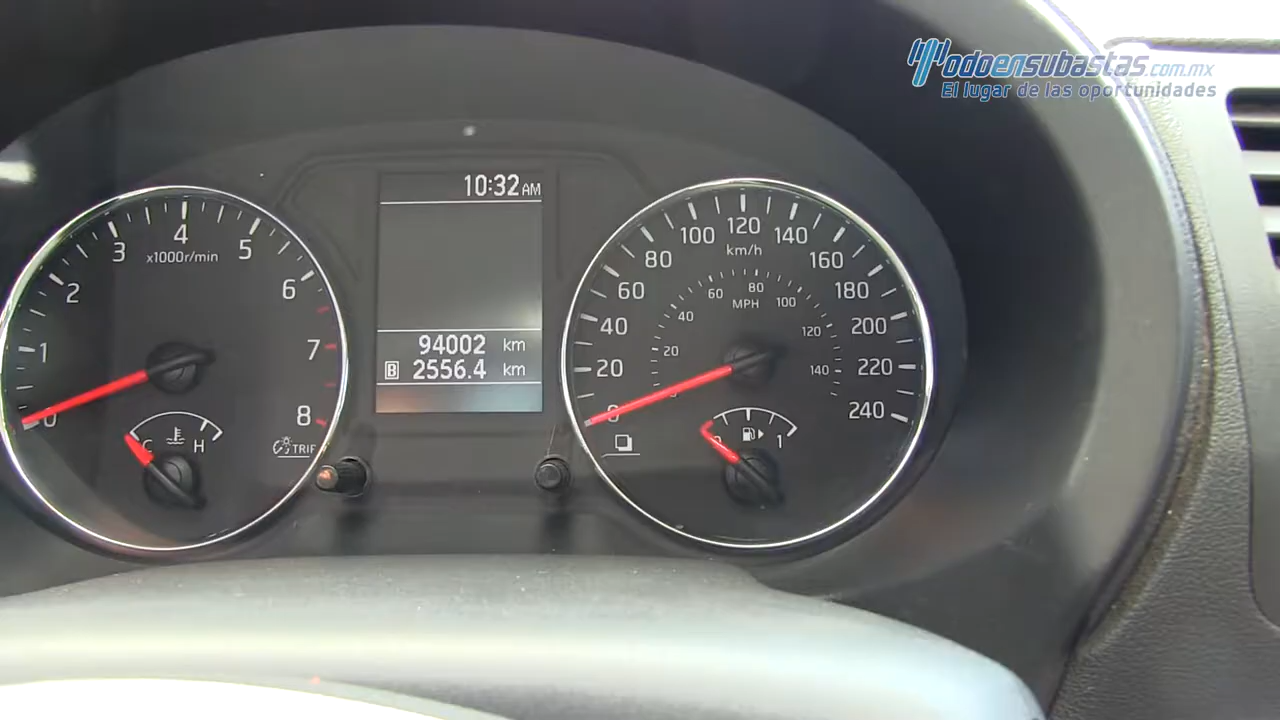 Todoensubastas.com.mx
El lugar de las oportunidades
10:32 AM
94002 km
B 2556.4 km
0 1 2 3 4 5 6 7 8
x1000r/min
C H
TRIP
0 20 40 60 80 100 120 140 160 180 200 220 240
km/h
20 40 60 80 100 120 140
MPH
0 1